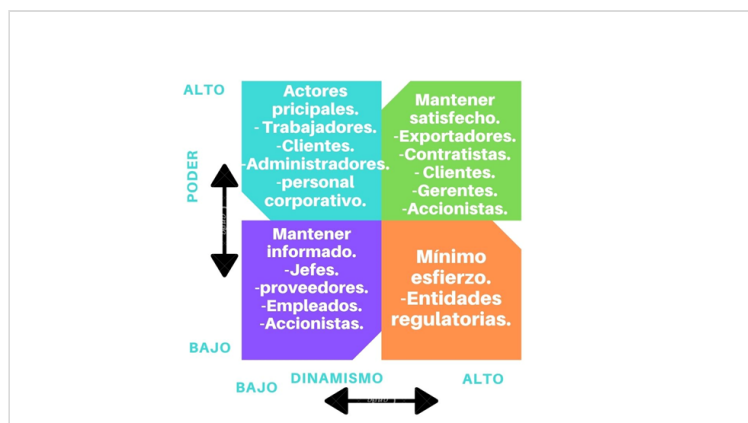 ALTO
PODER
BAJO
Actores
pricipales.
- Trabajadores.
-Clientes.
-Administradores.
-personal
corporativo.
Mantener
satisfecho.
-Exportadores.
-Contratistas.
- Clientes.
-Gerentes.
-Accionistas.
Mantener
informado.
-Jefes.
-proveedores.
-Empleados.
-Accionistas.
Mínimo
esfierzo.
-Entidades
regulatorias.
BAJO
DINAMISMO
ALTO